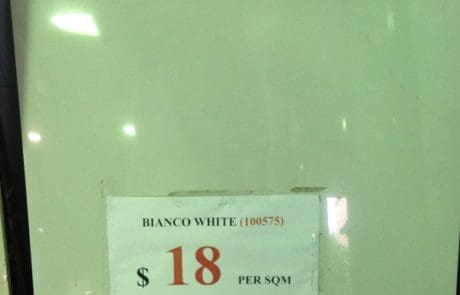 BIANCO WHITE (100575)
$ 18 PER SQM